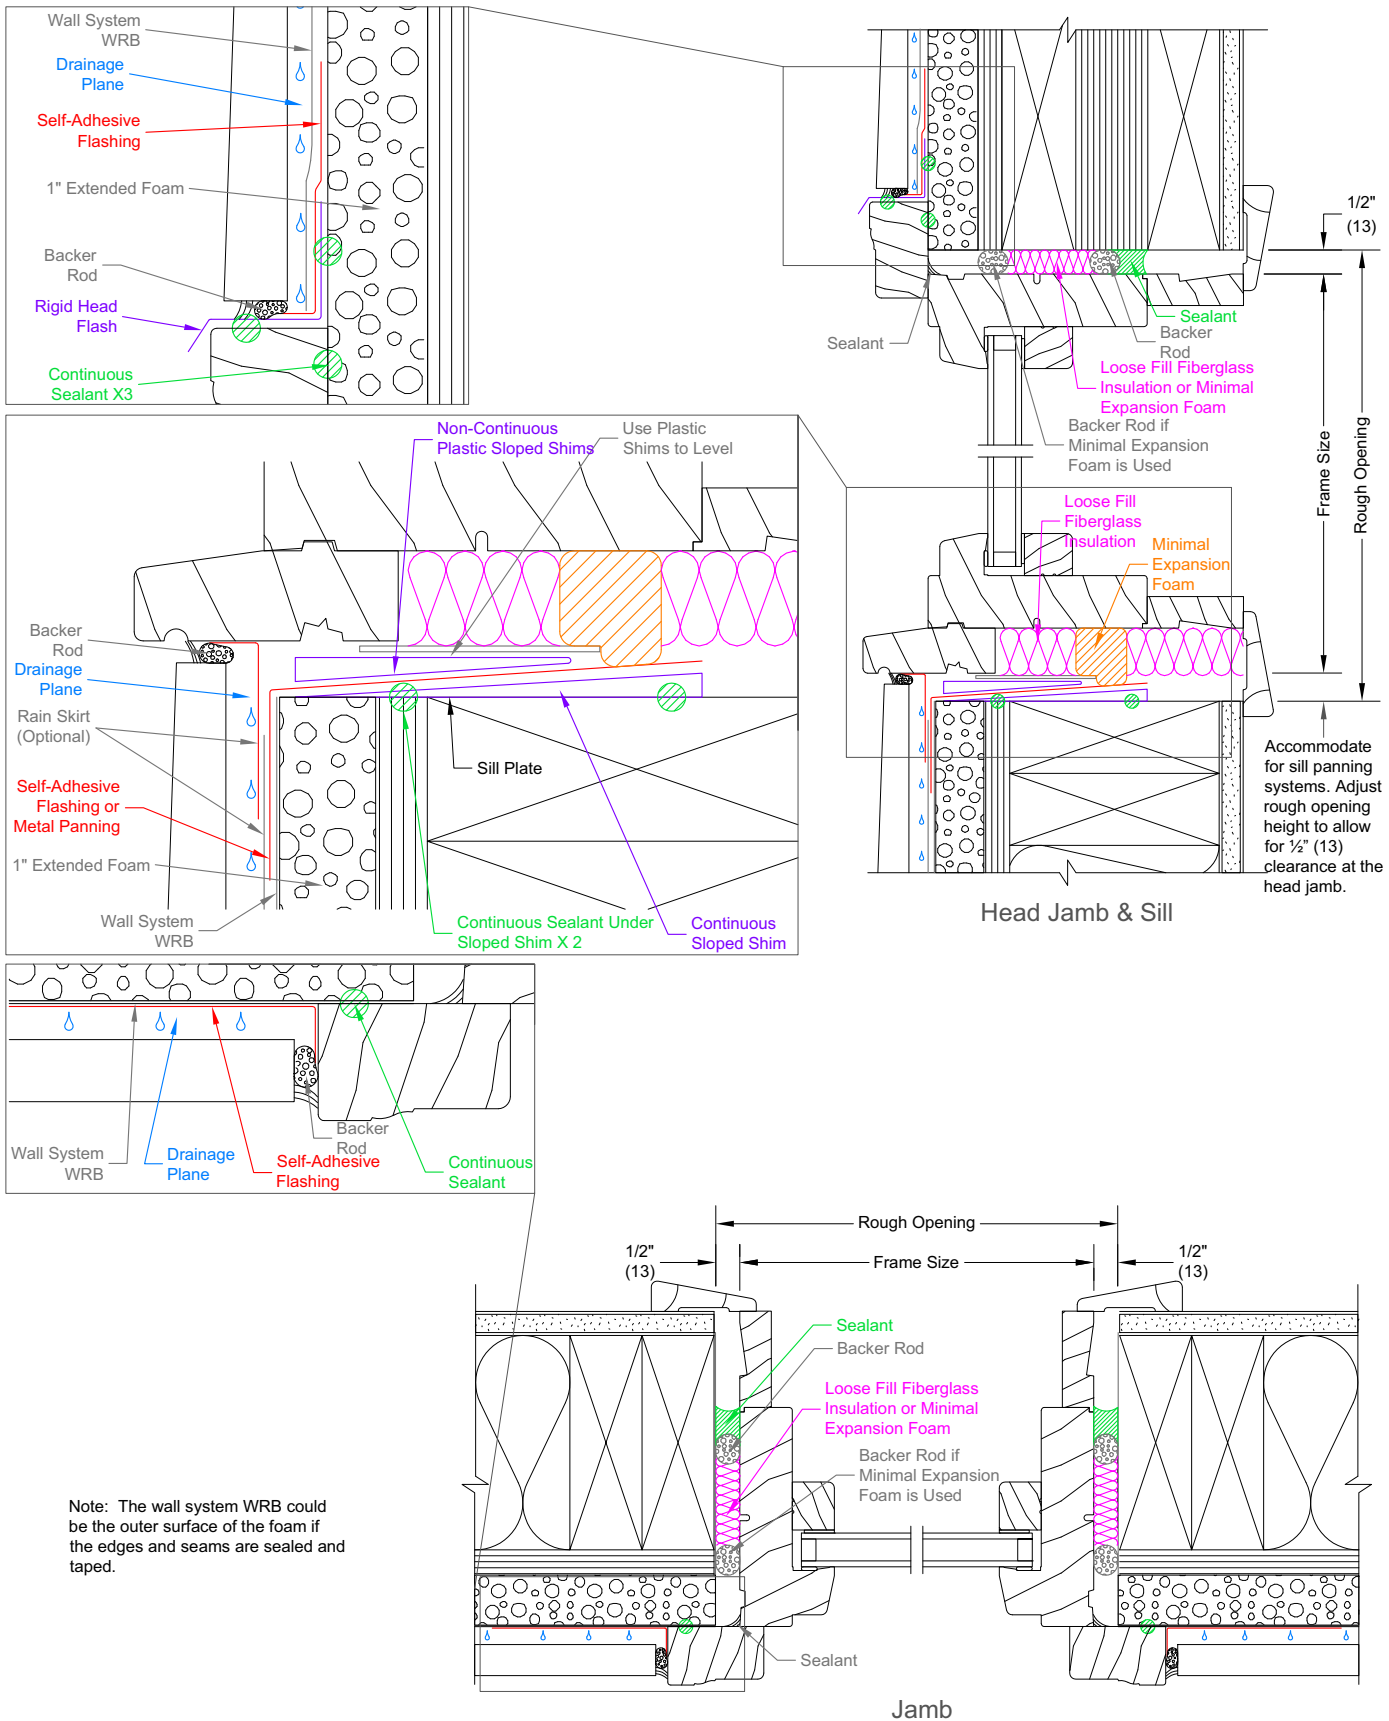 Wall System
WRB
Drainage
Plane
Self-Adhesive
Flashing
1" Extended Foam
Backer
Rod
Rigid Head
Flash
Continuous
Sealant X3
1/2"
(13)
Sealant
Sealant
Backer
Rod
Loose Fill Fiberglass
Insulation or Minimal
Expansion Foam
Backer Rod if
Minimal Expansion
Foam is Used
Frame Size
Rough Opening
Loose Fill
Fiberglass
Insulation
Minimal
Expansion
Foam
Accommodate
for sill panning
systems. Adjust
rough opening
height to allow
for ½” (13)
clearance at the
head jamb.
Head Jamb & Sill
Non-Continuous
Plastic Sloped Shims
Use Plastic
Shims to Level
Backer
Rod
Drainage
Plane
Rain Skirt
(Optional)
Self-Adhesive
Flashing or
Metal Panning
1" Extended Foam
Wall System
WRB
Sill Plate
Continuous Sealant Under
Sloped Shim X 2
Continuous
Sloped Shim
Wall System
WRB
Drainage
Plane
Self-Adhesive
Flashing
Backer
Rod
Continuous
Sealant
Rough Opening
1/2"
(13)
Frame Size
1/2"
(13)
Sealant
Backer Rod
Loose Fill Fiberglass
Insulation or Minimal
Expansion Foam
Backer Rod if
Minimal Expansion
Foam is Used
Sealant
Note: The wall system WRB could
be the outer surface of the foam if
the edges and seams are sealed and
taped.
Jamb